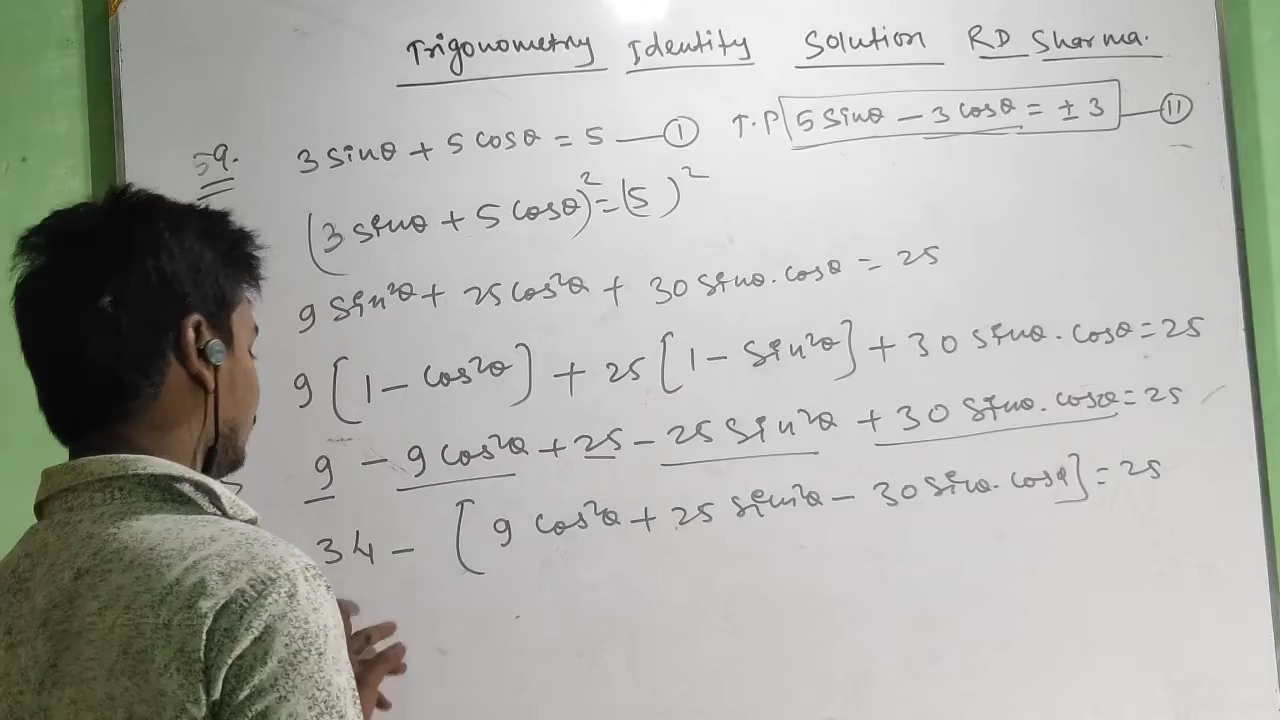 Trigonometry Identity Solution RD Sharma.
59. 3 sinθ + 5 cosθ = 5 — (I) T.P 5 sinθ – 3 cosθ = ± 3 — (II)
(3 sinθ + 5 cosθ)² = (5)²
9 sin²θ + 25 cos²θ + 30 sinθ. cosθ = 25
9 [1 – cos²θ] + 25 [1 – sin²θ] + 30 sinθ. cosθ = 25
9 – 9 cos²θ + 25 – 25 sin²θ + 30 sinθ. cosθ = 25
34 – [9 cos²θ + 25 sin²θ – 30 sinθ. cosθ] = 25